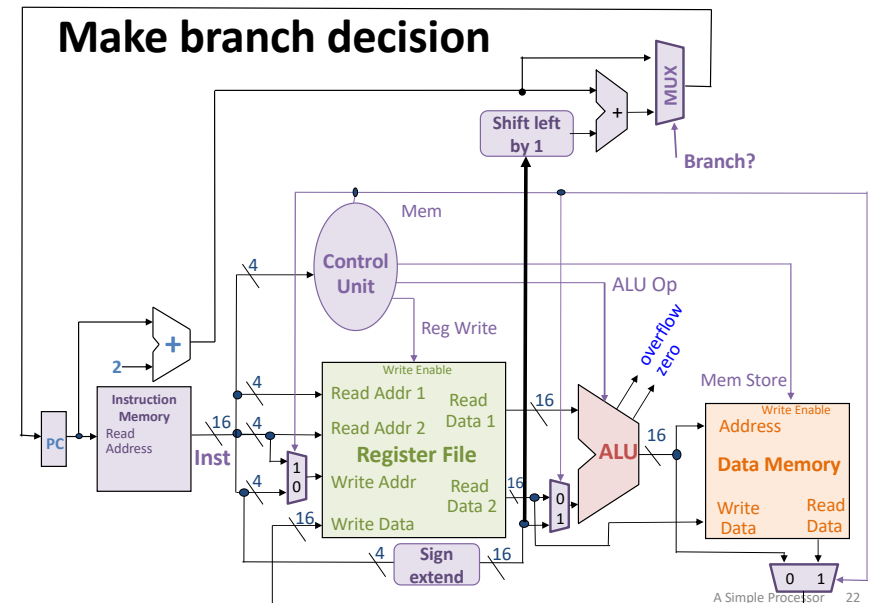 Make branch decision
MUX
+
Shift left
by 1
Branch?
Mem
4
Control
Unit
ALU Op
Reg Write
overflow
zero
+
2
Mem Store
Instruction
Memory
Read
Address
PC
16
Inst
4
4
4
1
0
16
Write Enable
Read Addr 1
Read Addr 2
Register File
Write Addr
Write Data
Read
Data 1
Read
Data 2
16
16
0
1
ALU
16
Write Enable
Address
Data Memory
Write
Data
Read
Data
4
Sign
extend
16
0 1
A Simple Processor 22